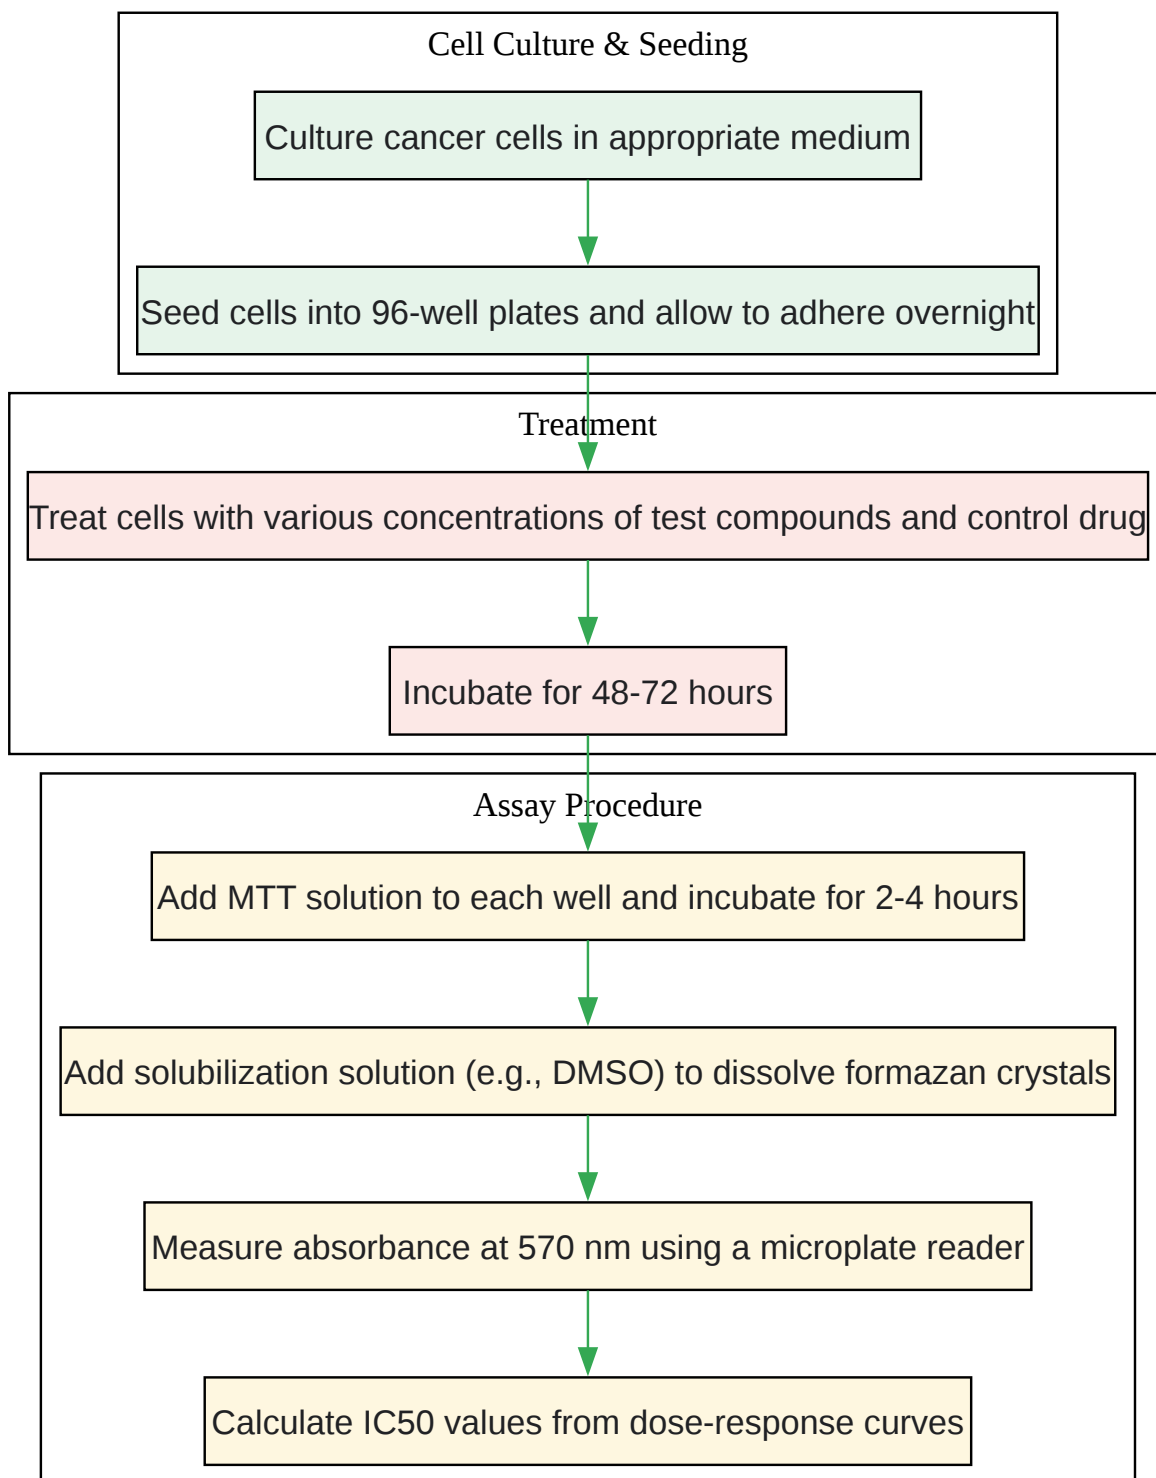 Cell Culture & Seeding
Culture cancer cells in appropriate medium
Seed cells into 96-well plates and allow to adhere overnight
Treatment
Treat cells with various concentrations of test compounds and control drug
Incubate for 48-72 hours
Assay Procedure
Add MTT solution to each well and incubate for 2-4 hours
Add solubilization solution (e.g., DMSO) to dissolve formazan crystals
Measure absorbance at 570 nm using a microplate reader
Calculate IC50 values from dose-response curves